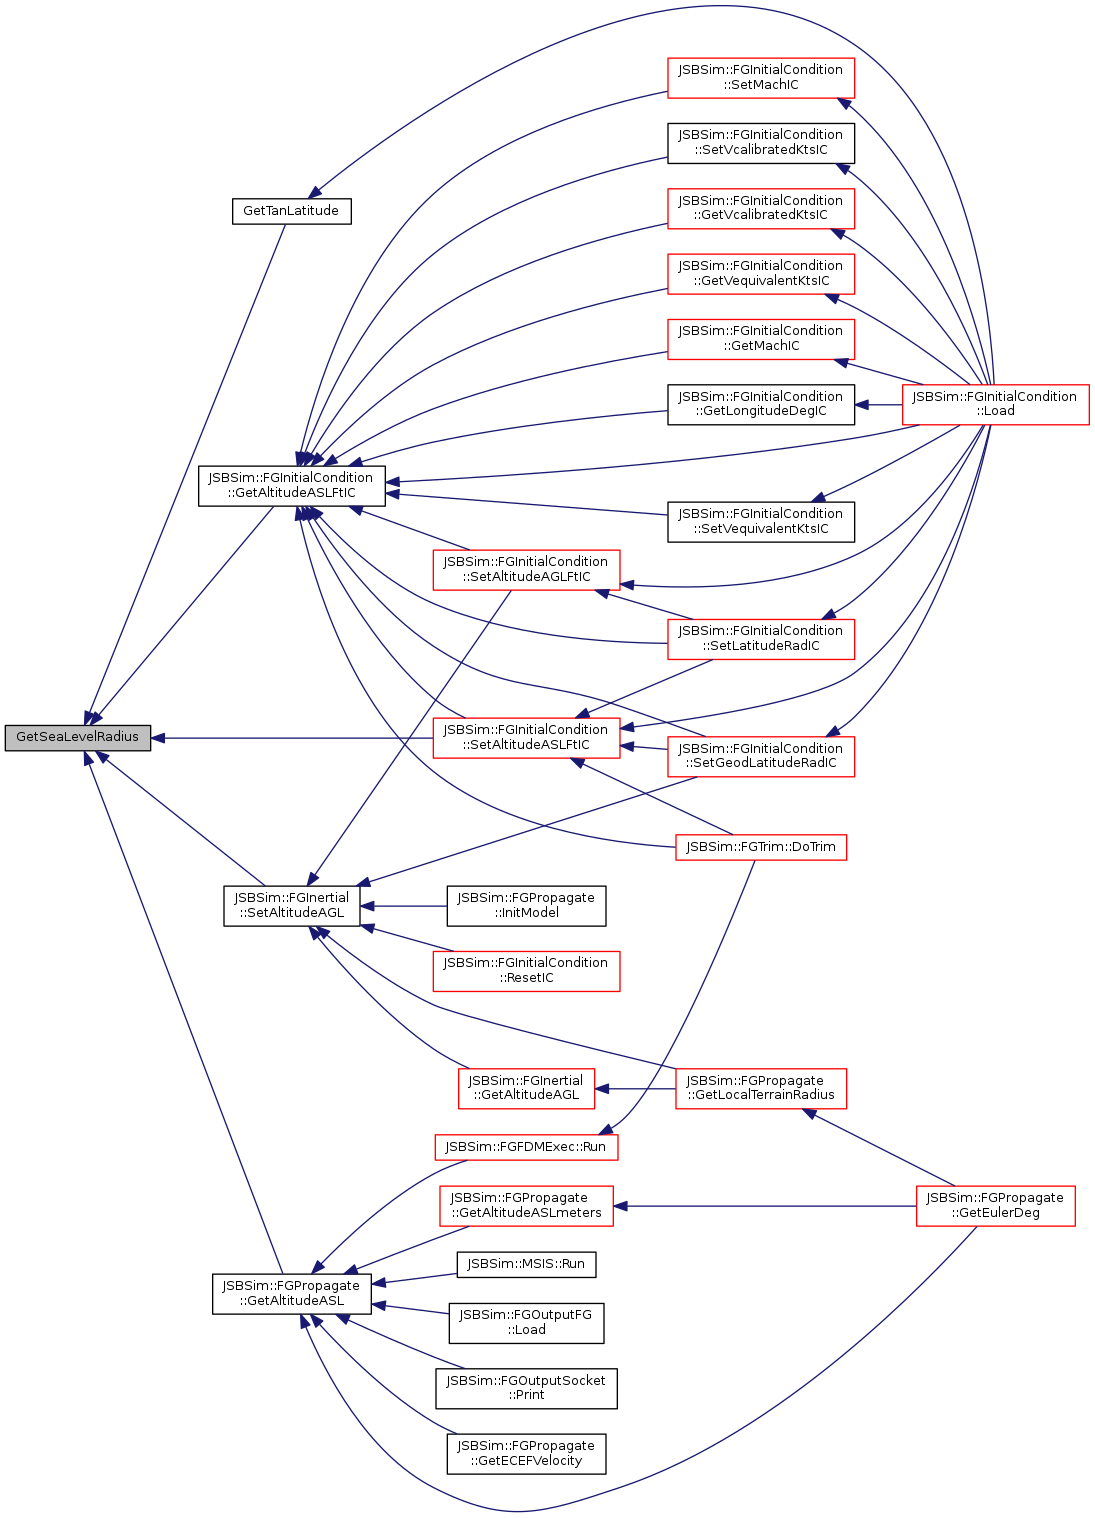 JSBSim::FGInitialCondition
::SetMachIC
JSBSim::FGInitialCondition
::SetVcalibratedKtsIC
GetTanLatitude
JSBSim::FGInitialCondition
::GetVcalibratedKtsIC
JSBSim::FGInitialCondition
::GetVequivalentKtsIC
JSBSim::FGInitialCondition
::GetMachIC
JSBSim::FGInitialCondition
::GetLongitudeDegIC
JSBSim::FGInitialCondition
::Load
JSBSim::FGInitialCondition
::GetAltitudeASLFtIC
JSBSim::FGInitialCondition
::SetVequivalentKtsIC
JSBSim::FGInitialCondition
::SetAltitudeAGLFtIC
JSBSim::FGInitialCondition
::SetLatitudeRadIC
GetSeaLevelRadius
JSBSim::FGInitialCondition
::SetAltitudeASLFtIC
JSBSim::FGInitialCondition
::SetGeodLatitudeRadIC
JSBSim::FGTrim::DoTrim
JSBSim::FGInertial
::SetAltitudeAGL
JSBSim::FGPropagate
::InitModel
JSBSim::FGInitialCondition
::ResetIC
JSBSim::FGInertial
::GetAltitudeAGL
JSBSim::FGPropagate
::GetLocalTerrainRadius
JSBSim::FGFDMExec::Run
JSBSim::FGPropagate
::GetAltitudeASLmeters
JSBSim::FGPropagate
::GetEulerDeg
JSBSim::MSIS::Run
JSBSim::FGPropagate
::GetAltitudeASL
JSBSim::FGOutputFG
::Load
JSBSim::FGOutputSocket
::Print
JSBSim::FGPropagate
::GetECEFVelocity